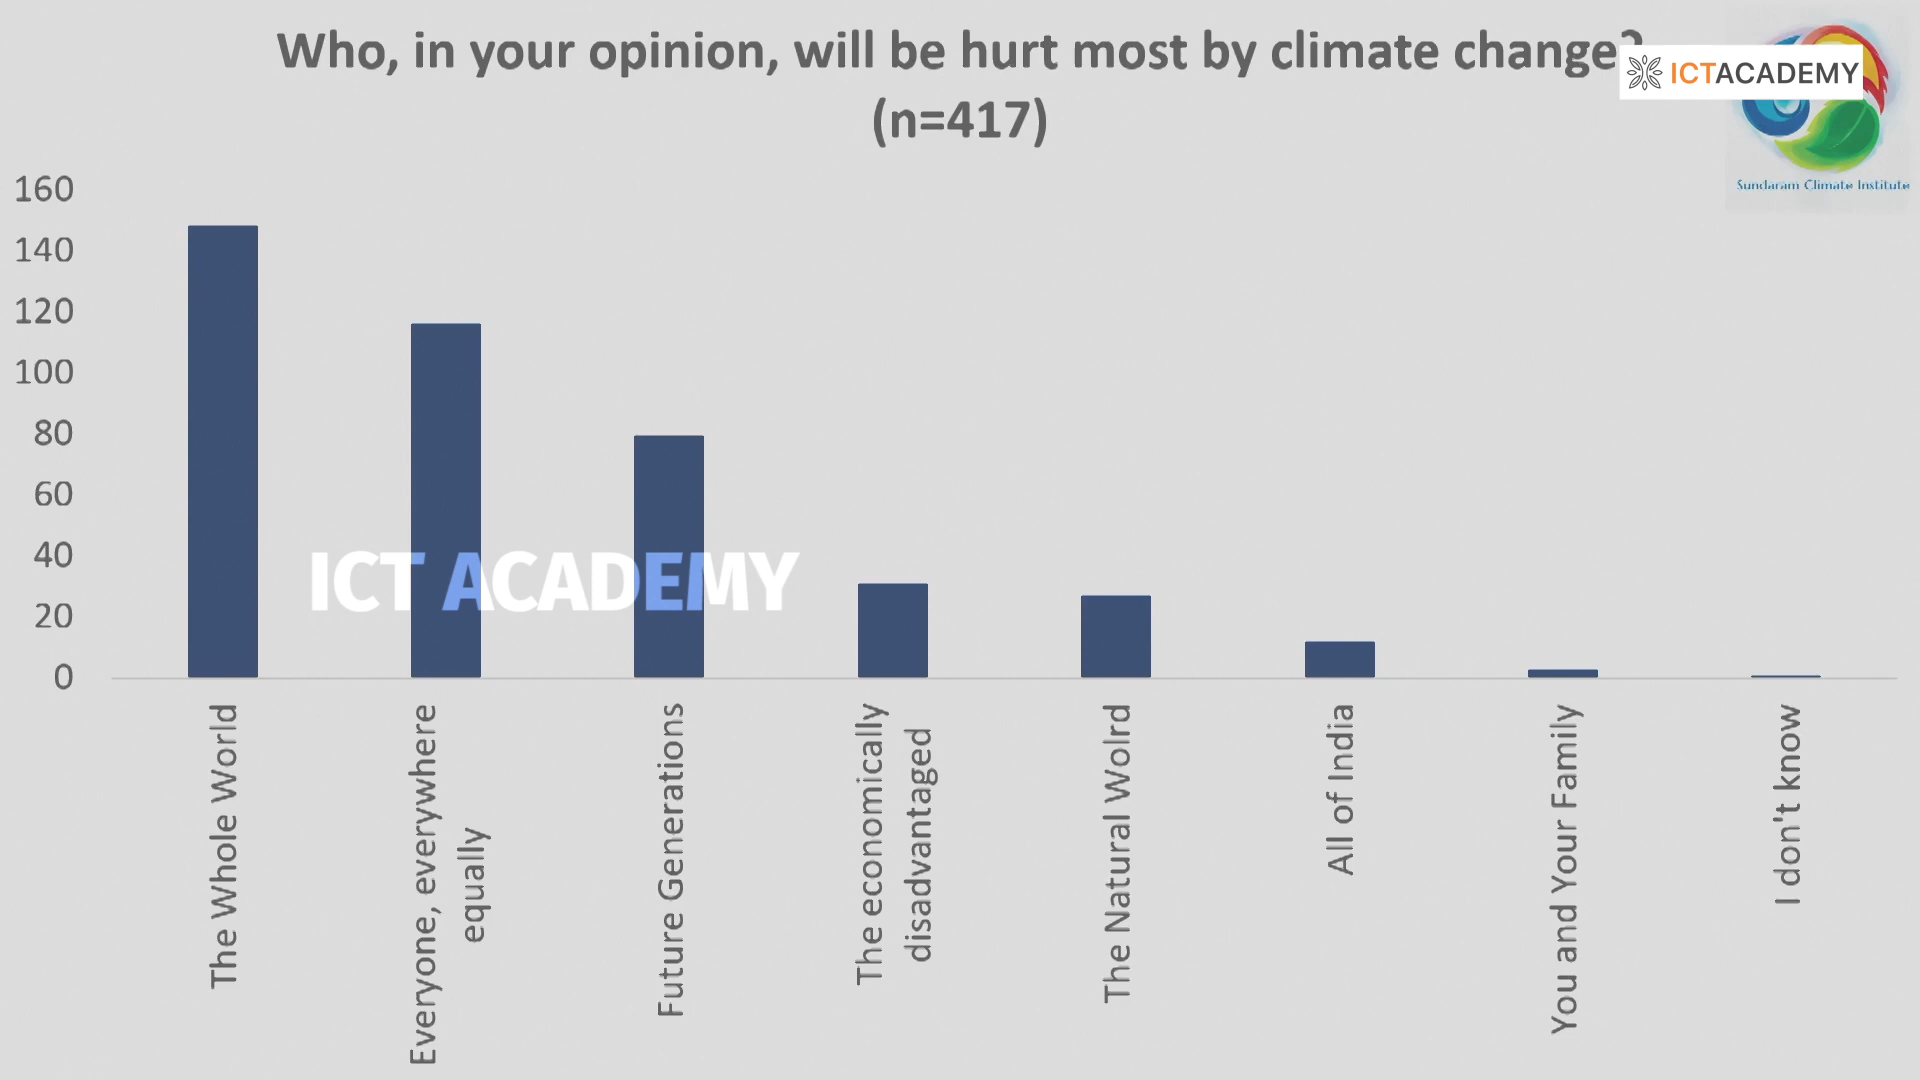 Who, in your opinion, will be hurt most by climate change?
(n=417)
ICTACADEMY
Sundaram Climate Institute
160
140
120
100
80
60
40
20
0
ICT ACADEMY
The Whole World
Everyone, everywhere
equally
Future Generations
The economically
disadvantaged
The Natural Wolrd
All of India
You and Your Family
I don't know